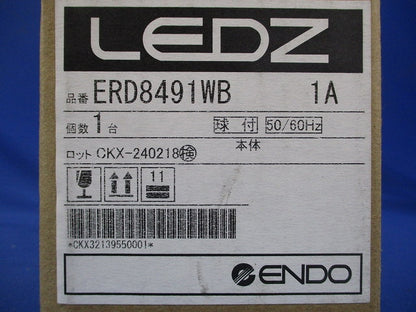 LEDZ
品番 ERD8491WB 1A
個数 1台 球付 50/60Hz
本体
ロット CKX-240218 検
11
*CKX32139550001*
ENDO